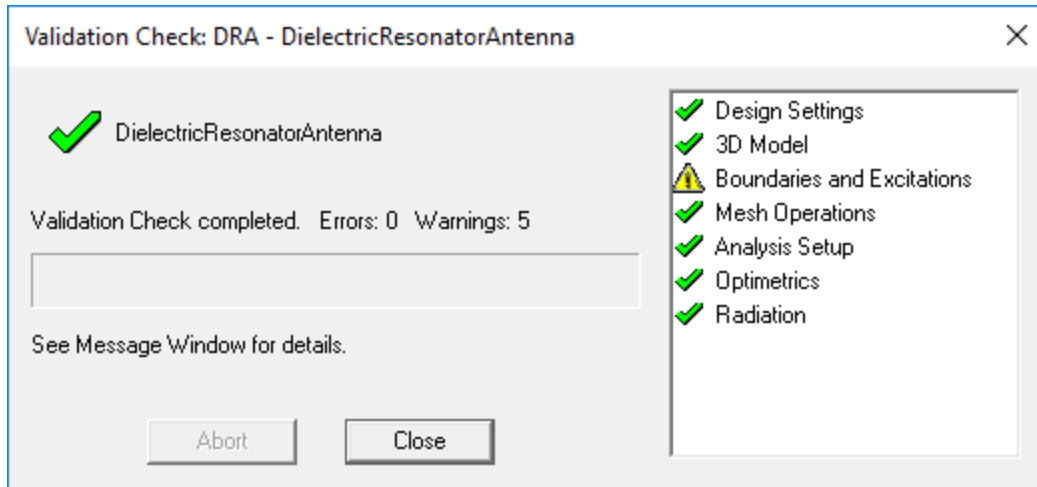 Validation Check: DRA - DielectricResonatorAntenna
DielectricResonatorAntenna
Validation Check completed. Errors: 0 Warnings: 5
See Message Window for details.
Abort
Close
Design Settings
3D Model
Boundaries and Excitations
Mesh Operations
Analysis Setup
Optimetrics
Radiation